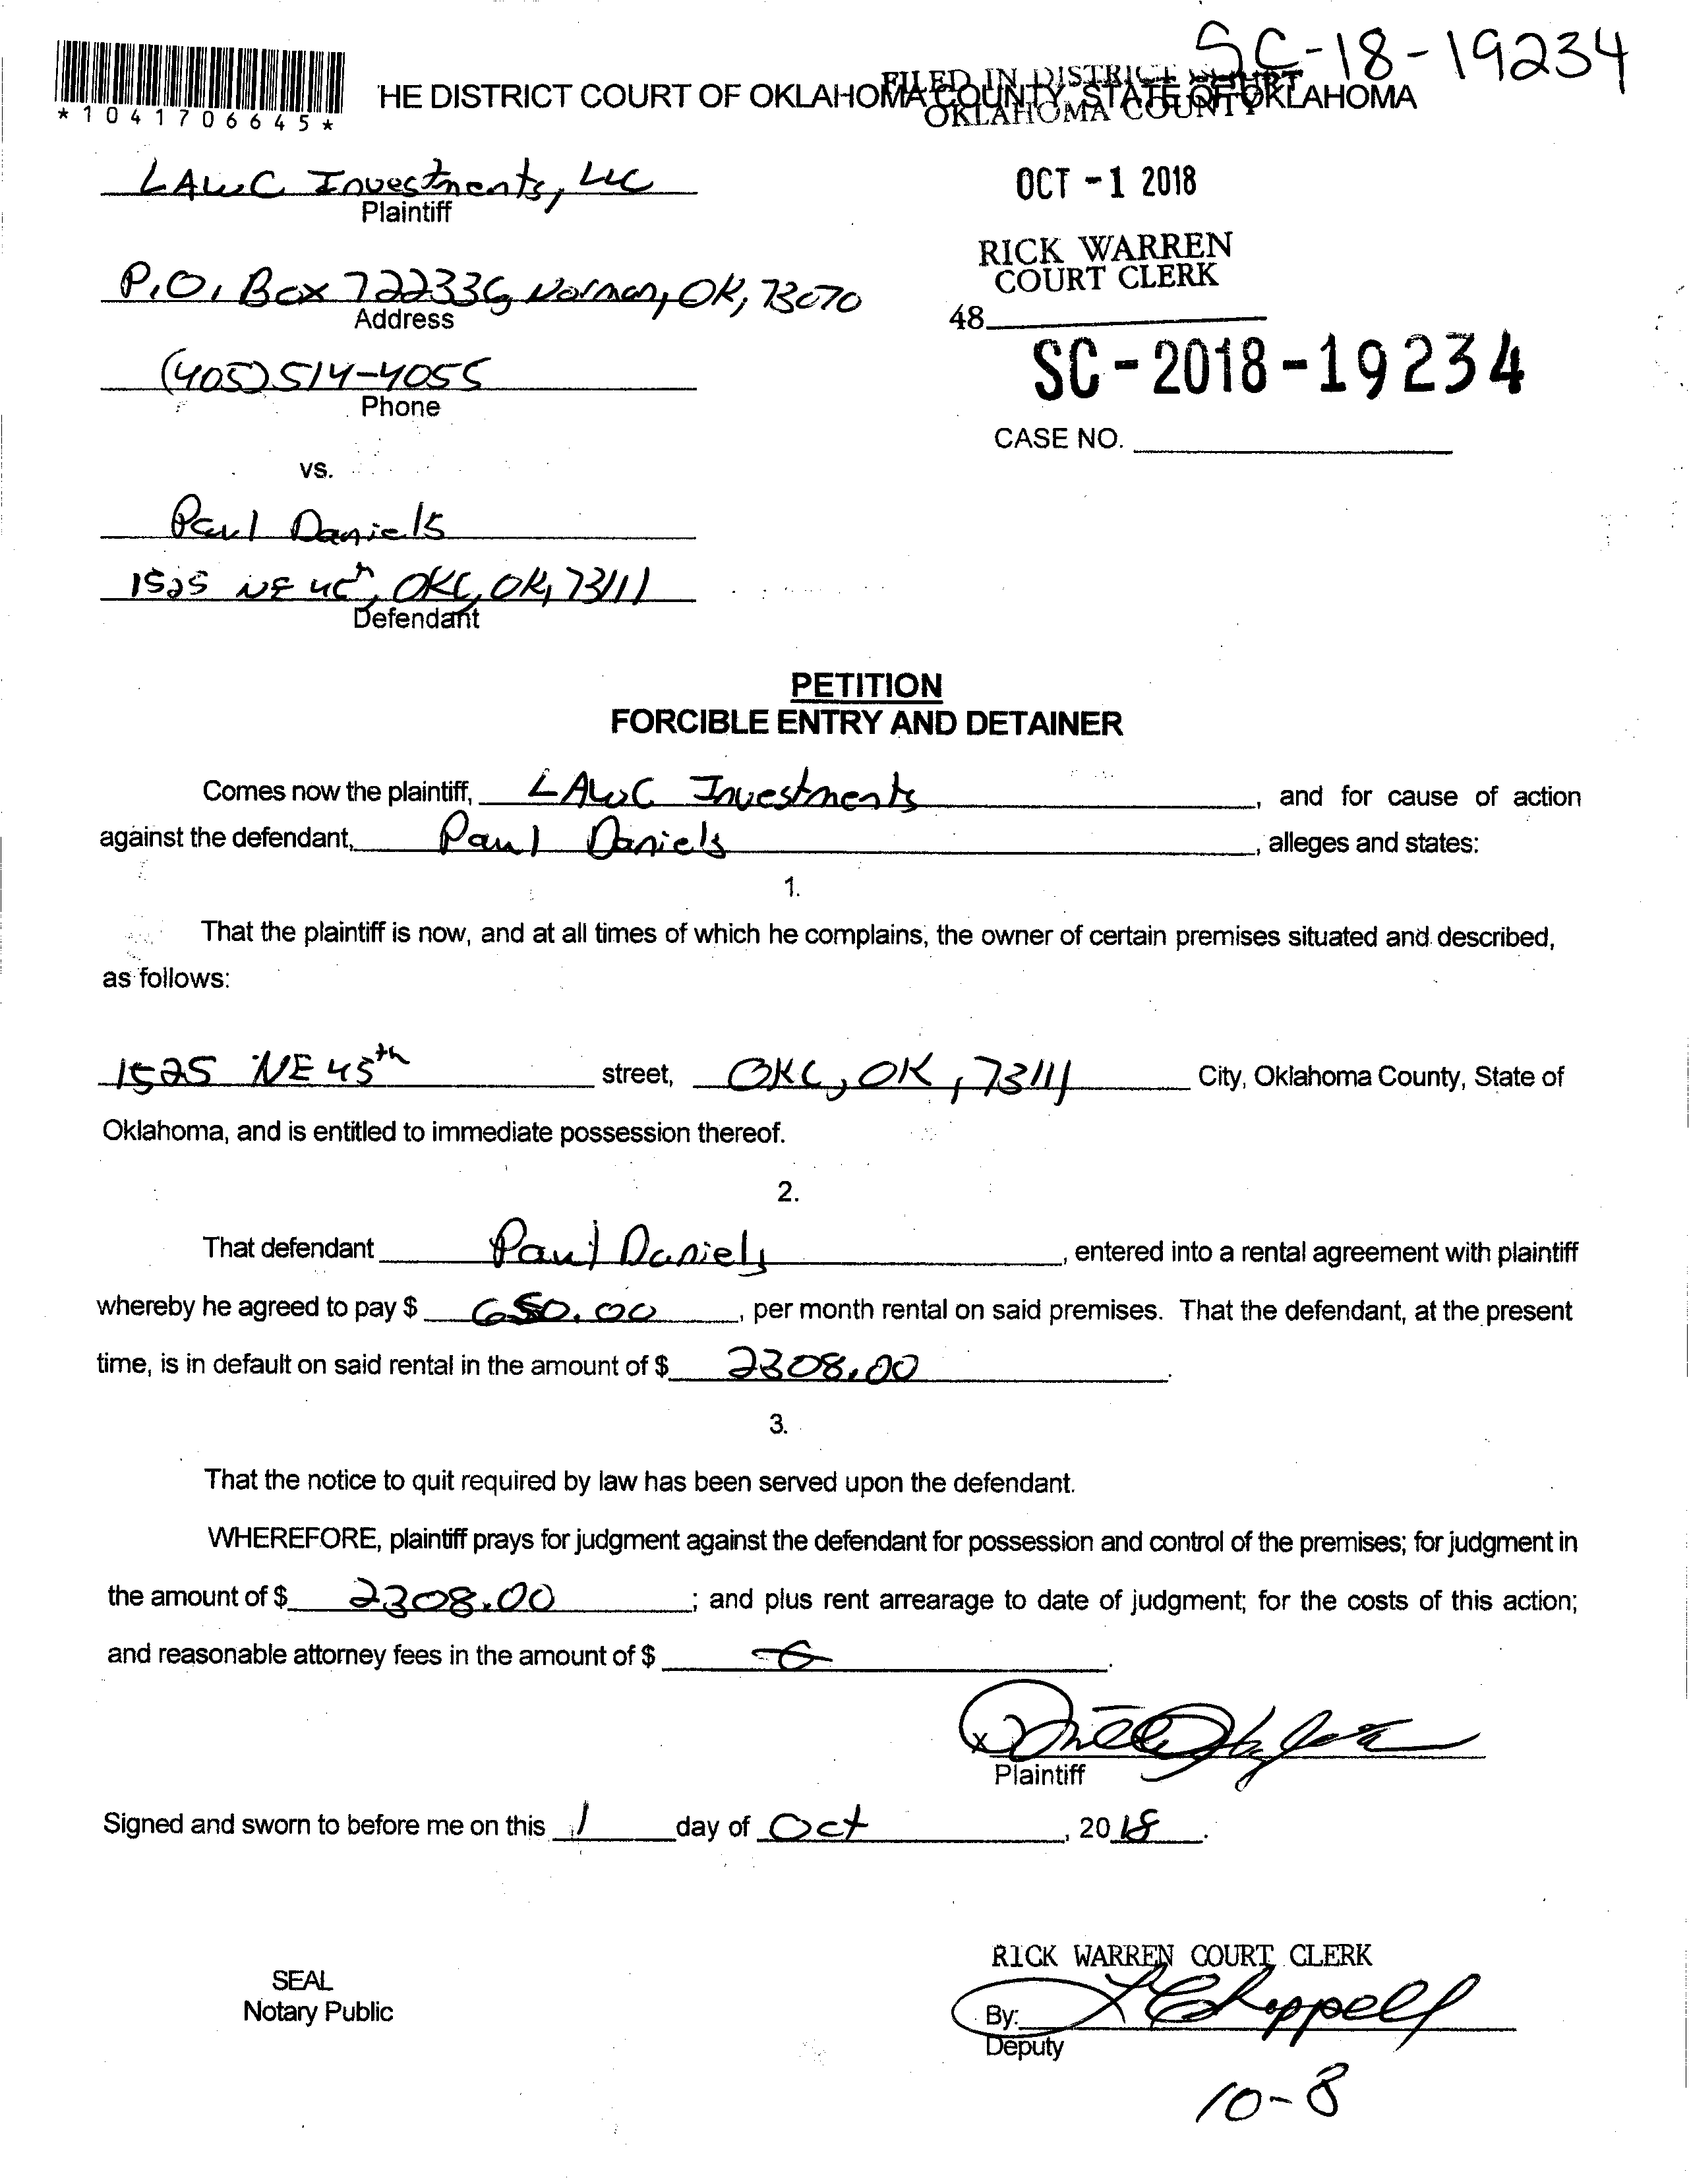 SC-18-19234
*1041706645*
HE DISTRICT COURT OF OKLAHOMA COUNTY, STATE OF OKLAHOMA
FILED IN DISTRICT COURT
OKLAHOMA COUNTY
LAWC Investments, LLC
Plaintiff
OCT -1 2018
RICK WARREN
COURT CLERK
P.O. Box 722336, Norman, OK, 73070
Address
48
(405) 514-4055
Phone
SC-2018-19234
CASE NO.
vs.
Paul Daniels
1525 NE OKC, OK, 73111
Defendant
PETITION
FORCIBLE ENTRY AND DETAINER
Comes now the plaintiff, LAWC Investments, and for cause of action
against the defendant, Paul Daniels, alleges and states:
1.
That the plaintiff is now, and at all times of which he complains, the owner of certain premises situated and described,
as follows:
1525 NE 45th street, OKC, OK, 73111 City, Oklahoma County, State of
Oklahoma, and is entitled to immediate possession thereof.
2.
That defendant Paul Daniels, entered into a rental agreement with plaintiff
whereby he agreed to pay $ 650.00, per month rental on said premises. That the defendant, at the present
time, is in default on said rental in the amount of $ 2308.00.
3.
That the notice to quit required by law has been served upon the defendant.
WHEREFORE, plaintiff prays for judgment against the defendant for possession and control of the premises; for judgment in
the amount of $ 2308.00; and plus rent arrearage to date of judgment; for the costs of this action;
and reasonable attorney fees in the amount of $
x
Plaintiff
Signed and sworn to before me on this 1 day of Oct, 2018.
RICK WARREN COURT CLERK
SEAL
Notary Public
By: Chappell
Deputy
10-8